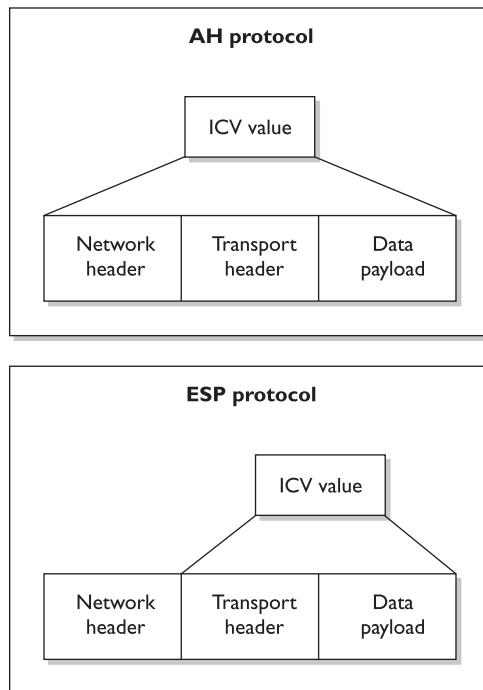 AH protocol
ICV value
Network header
Transport header
Data payload
ESP protocol
ICV value
Network header
Transport header
Data payload